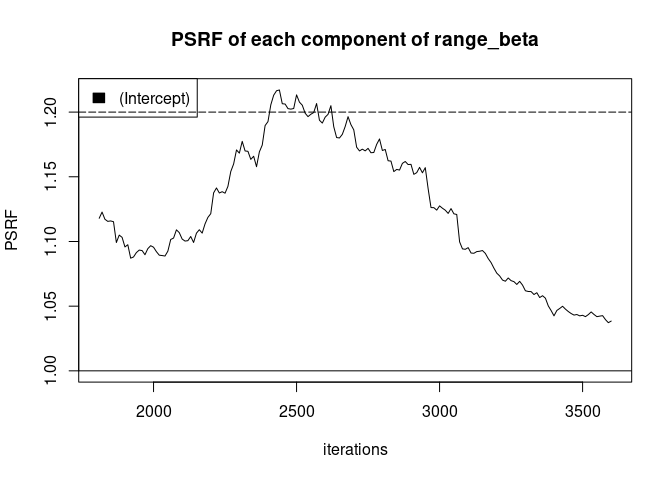 PSRF of each component of range_beta
(Intercept)
PSRF
1.20
1.15
1.10
1.05
1.00
2000 2500 3000 3500
iterations